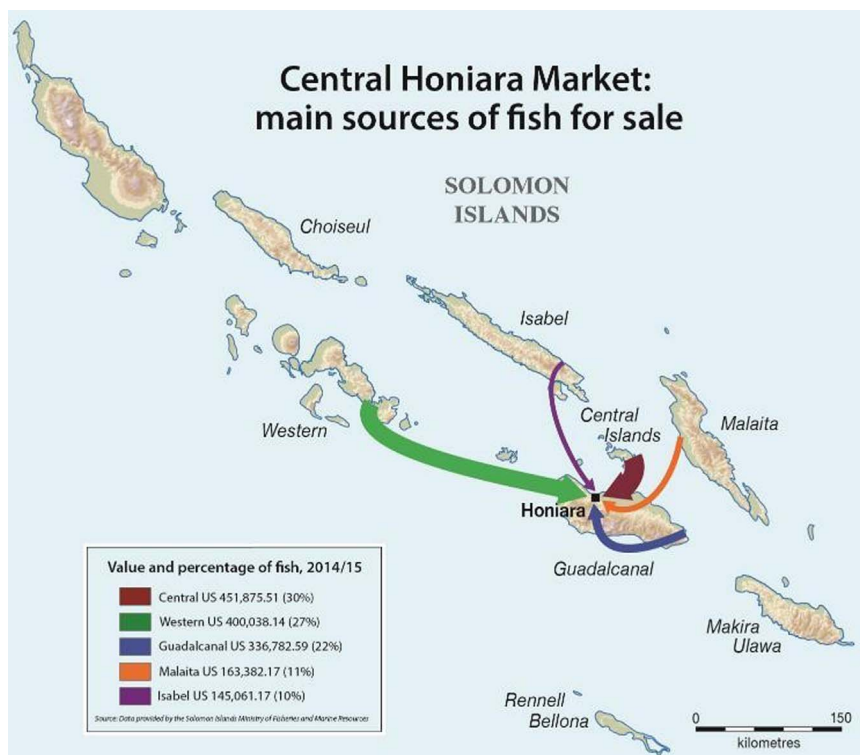 Central Honiara Market:
main sources of fish for sale
SOLOMON
ISLANDS
Choiseul
Isabel
Western
Central
Islands
Malaita
Honiara
Guadalcanal
Makira
Ulawa
Rennell
Bellona
Value and percentage of fish, 2014/15
Central US 451,875.51 (30%)
Western US 400,038.14 (27%)
Guadalcanal US 336,782.59 (22%)
Malaita US 163,382.17 (11%)
Isabel US 145,061.17 (10%)
Source: Data provided by the Solomon Islands Ministry of Fisheries and Marine Resources
0 150
kilometres